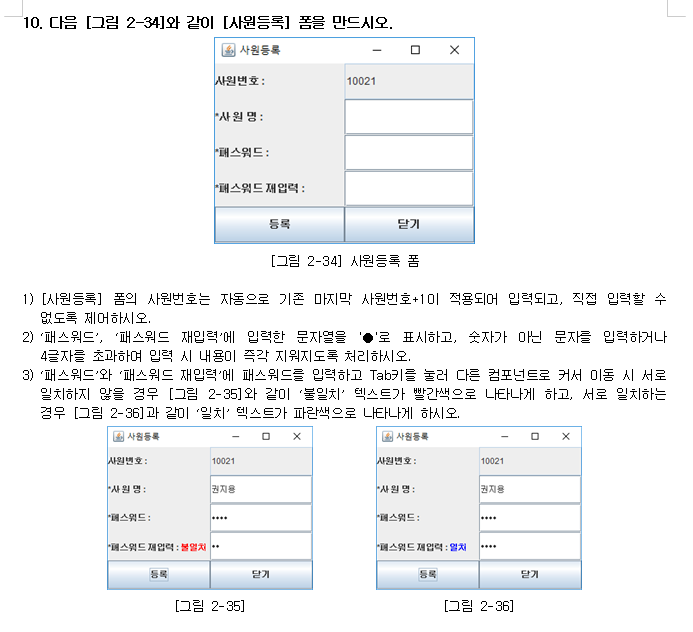 10. 다음 [그림 2-34]와 같이 [사원등록] 폼을 만드시오.
사원등록
사원번호 : 10021
*사 원 명 :
*패스워드 :
*패스워드 재입력 :
등록 닫기
[그림 2-34] 사원등록 폼
1) [사원등록] 폼의 사원번호는 자동으로 기존 마지막 사원번호+1이 적용되어 입력되고, 직접 입력할 수
없도록 제어하시오.
2) ‘패스워드’, ‘패스워드 재입력’에 입력한 문자열을 '●'로 표시하고, 숫자가 아닌 문자를 입력하거나
4글자를 초과하여 입력 시 내용이 즉각 지워지도록 처리하시오.
3) ‘패스워드’와 ‘패스워드 재입력’에 패스워드를 입력하고 Tab키를 눌러 다른 컴포넌트로 커서 이동 시 서로
일치하지 않을 경우 [그림 2-35]와 같이 ‘불일치’ 텍스트가 빨간색으로 나타나게 하고, 서로 일치하는
경우 [그림 2-36]과 같이 ‘일치’ 텍스트가 파란색으로 나타나게 하시오.
사원등록
사원번호 : 10021
*사 원 명 : 권지용
*패스워드 : ••••
*패스워드 재입력 : 불일치 ••
등록 닫기
[그림 2-35]
사원등록
사원번호 : 10021
*사 원 명 : 권지용
*패스워드 : ••••
*패스워드 재입력 : 일치 ••••
등록 닫기
[그림 2-36]